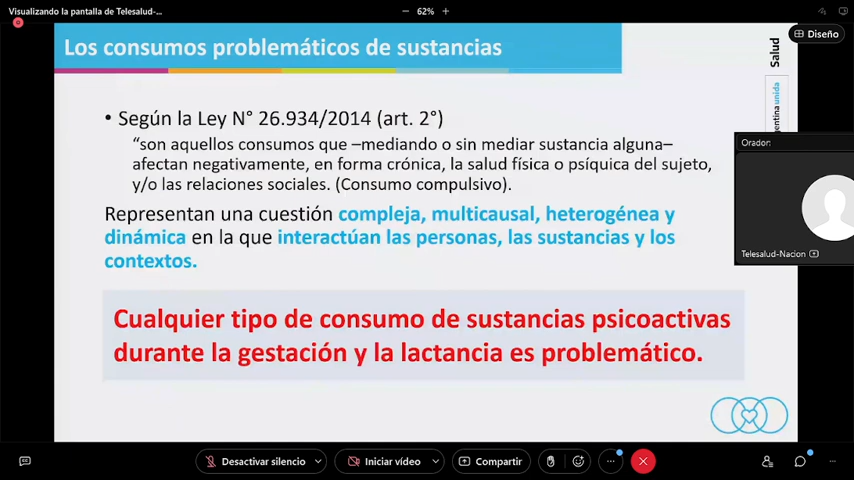 Visualizando la pantalla de Telesalud-...
62%
Diseño
Los consumos problemáticos de sustancias
Salud
gentina unida
• Según la Ley N° 26.934/2014 (art. 2°)
“son aquellos consumos que –mediando o sin mediar sustancia alguna–
afectan negativamente, en forma crónica, la salud física o psíquica del sujeto,
y/o las relaciones sociales. (Consumo compulsivo).
Representan una cuestión compleja, multicausal, heterogénea y
dinámica en la que interactúan las personas, las sustancias y los
contextos.
Cualquier tipo de consumo de sustancias psicoactivas
durante la gestación y la lactancia es problemático.
Orador:
Telesalud-Nacion
Desactivar silencio
Iniciar vídeo
Compartir